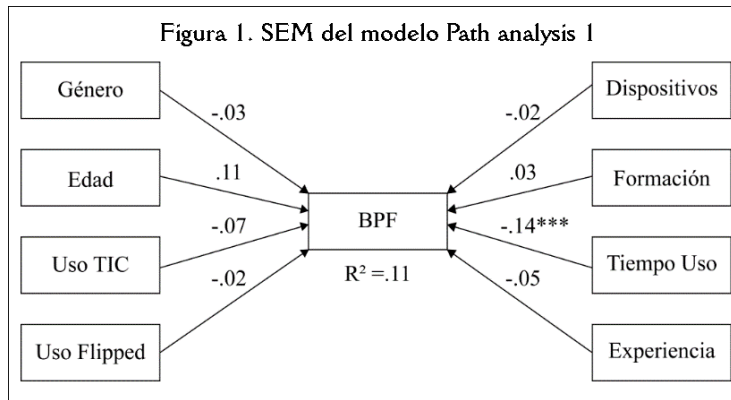 Figura 1. SEM del modelo Path analysis 1
Género
Dispositivos
-.03
-.02
Edad
.11
.03
Formación
BPF
Uso TIC
-.07
-.14***
Tiempo Uso
R² =.11
-.02
-.05
Uso Flipped
Experiencia